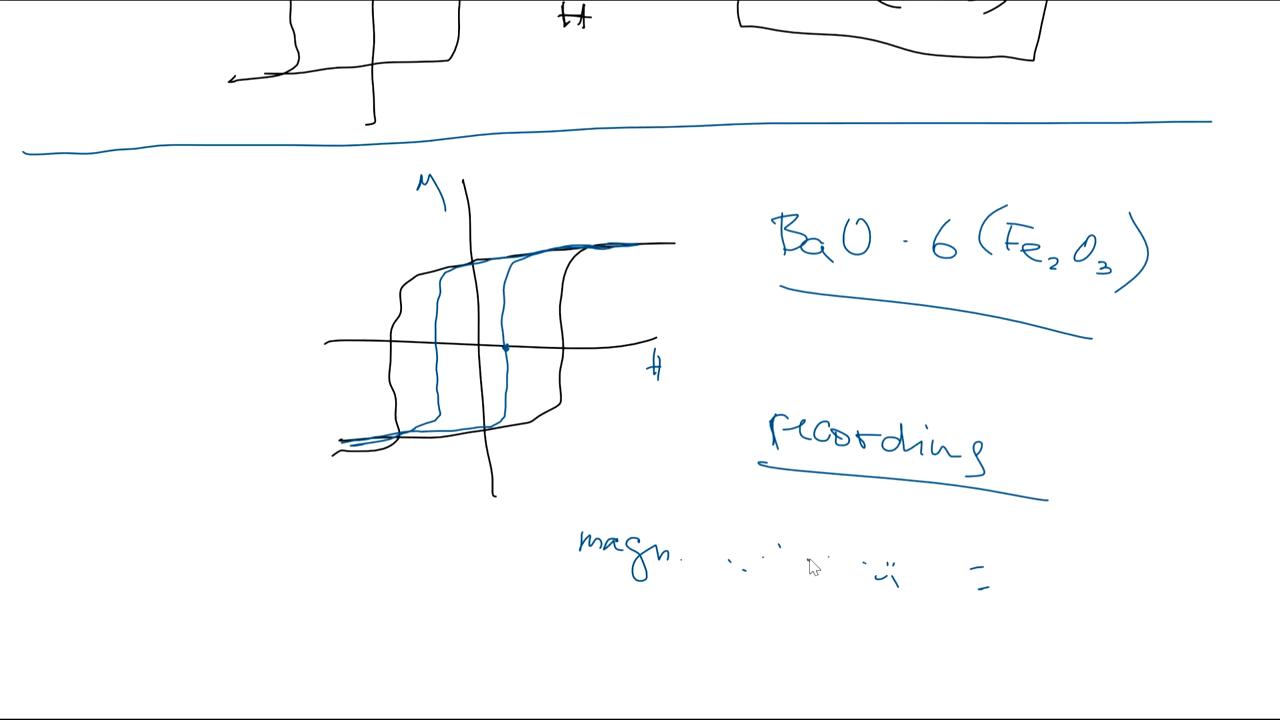 H
M
BaO · 6 (Fe₂O₃)
H
recording
magn.